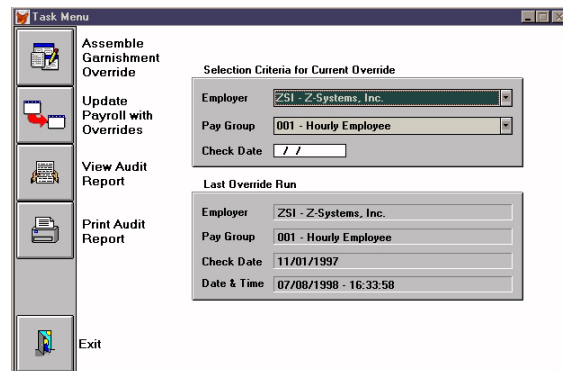 Task Menu
Assemble
Garnishment
Override
Update
Payroll with
Overrides
View Audit
Report
Print Audit
Report
Exit
Selection Criteria for Current Override
Employer ZSI - Z-Systems, Inc.
Pay Group 001 - Hourly Employee
Check Date / /
Last Override Run
Employer ZSI - Z-Systems, Inc.
Pay Group 001 - Hourly Employee
Check Date 11/01/1997
Date & Time 07/08/1998 - 16:33:58